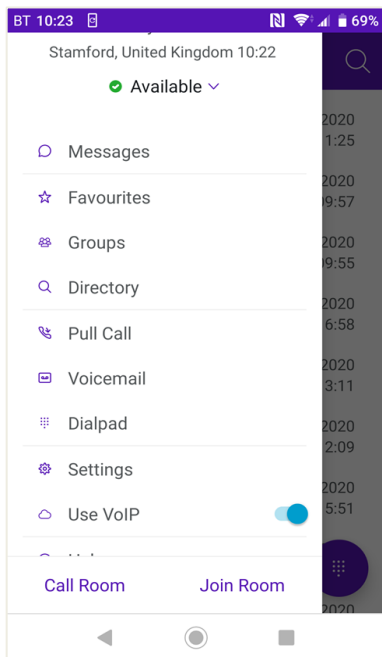 BT 10:23 69%
Stamford, United Kingdom 10:22
Available
2020
1:25
Messages
2020
Favourites
09:57
Groups
2020
09:55
Directory
2020
6:58
Pull Call
2020
Voicemail
3:11
Dialpad
2020
2:09
Settings
2020
Use VoIP
5:51
Call Room
Join Room
2020